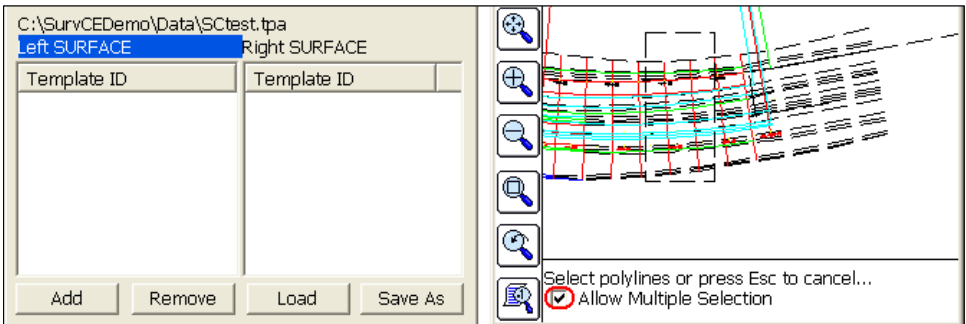 C:\SurvCEDemo\Data\SCtest.tpa
Left SURFACE Right SURFACE
Template ID Template ID
Add Remove Load Save As
Select polylines or press Esc to cancel...
Allow Multiple Selection